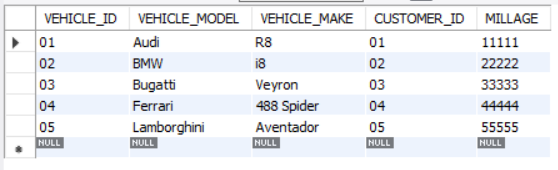 VEHICLE_ID VEHICLE_MODEL VEHICLE_MAKE CUSTOMER_ID MILLAGE
01 Audi R8 01 11111
02 BMW i8 02 22222
03 Bugatti Veyron 03 33333
04 Ferrari 488 Spider 04 44444
05 Lamborghini Aventador 05 55555
NULL NULL NULL NULL NULL